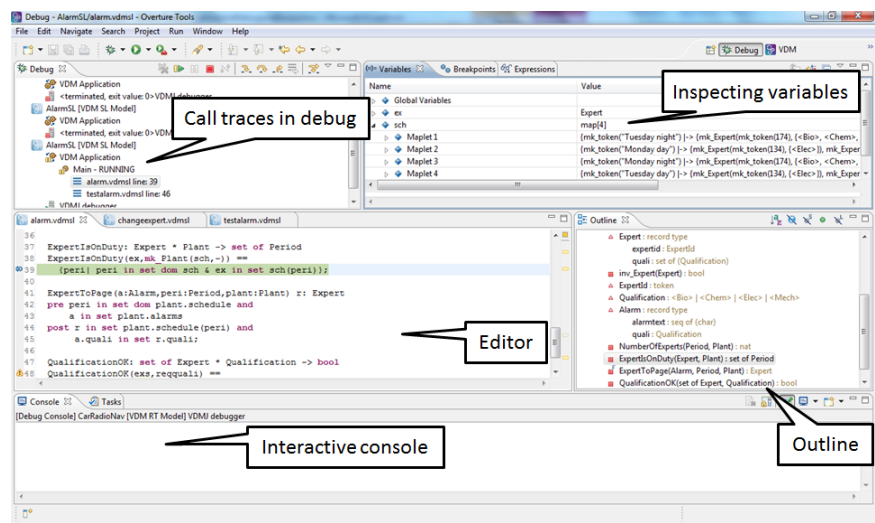 Debug - AlarmSL/alarm.vdmsl - Overture Tools
File Edit Navigate Search Project Run Window Help
Debug VDM
Debug
VDM Application
<terminated, exit value: 0>VDMJ debugger
AlarmSL [VDM SL Model]
VDM Application
<terminated, exit value: 0>VDM
AlarmSL [VDM SL Model]
VDM Application
Main - RUNNING
alarm.vdmsl line: 39
testalarm.vdmsl line: 46
VDMJ debugger
Call traces in debug
Variables Breakpoints Expressions
Name Value
Global Variables
ex Expert
sch map[4]
Maplet 1 {mk_token("Tuesday night") |-> {mk_Expert(mk_token(174), {<Bio>, <Chem>,
Maplet 2 {mk_token("Monday day") |-> {mk_Expert(mk_token(134), {<Elec>}), mk_Exper
Maplet 3 {mk_token("Monday night") |-> {mk_Expert(mk_token(174), {<Bio>, <Chem>,
Maplet 4 {mk_token("Tuesday day") |-> {mk_Expert(mk_token(134), {<Elec>}), mk_Exper
Inspecting variables
alarm.vdmsl changeexpert.vdmsl testalarm.vdmsl
36
37 ExpertIsOnDuty: Expert * Plant -> set of Period
38 ExpertIsOnDuty(ex,mk_Plant(sch,-)) ==
39 {peri| peri in set dom sch & ex in set sch(peri)};
40
41 ExpertToPage(a:Alarm,peri:Period,plant:Plant) r: Expert
42 pre peri in set dom plant.schedule and
43 a in set plant.alarms
44 post r in set plant.schedule(peri) and
45 a.quali in set r.quali;
46
47 QualificationOK: set of Expert * Qualification -> bool
48 QualificationOK(exs,reqquali) ==
Editor
Outline
Expert : record type
expertid : ExpertId
quali : set of (Qualification)
inv_Expert(Expert) : bool
ExpertId : token
Qualification : <Bio> | <Chem> | <Elec> | <Mech>
Alarm : record type
alarmtext : seq of (char)
quali : Qualification
NumberOfExperts(Period, Plant) : nat
ExpertIsOnDuty(Expert, Plant) : set of Period
ExpertToPage(Alarm, Period, Plant) : Expert
QualificationOK(set of Expert, Qualification) : bool
Outline
Console Tasks
[Debug Console] CarRadioNav [VDM RT Model] VDMJ debugger
Interactive console